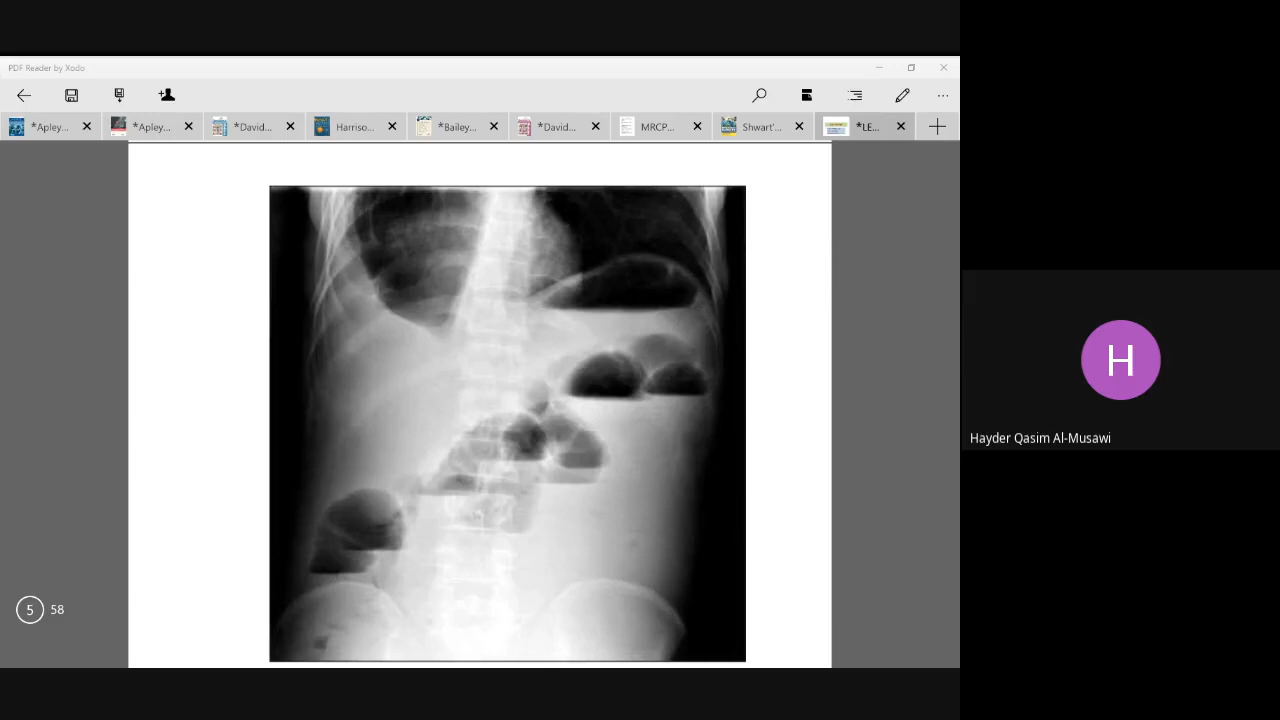 PDF Reader by Xodo
*Apley...
*Apley...
*David...
Harriso...
*Bailey...
*David...
MRCP...
Shwart'...
*LE...
H
Hayder Qasim Al-Musawi
5 58